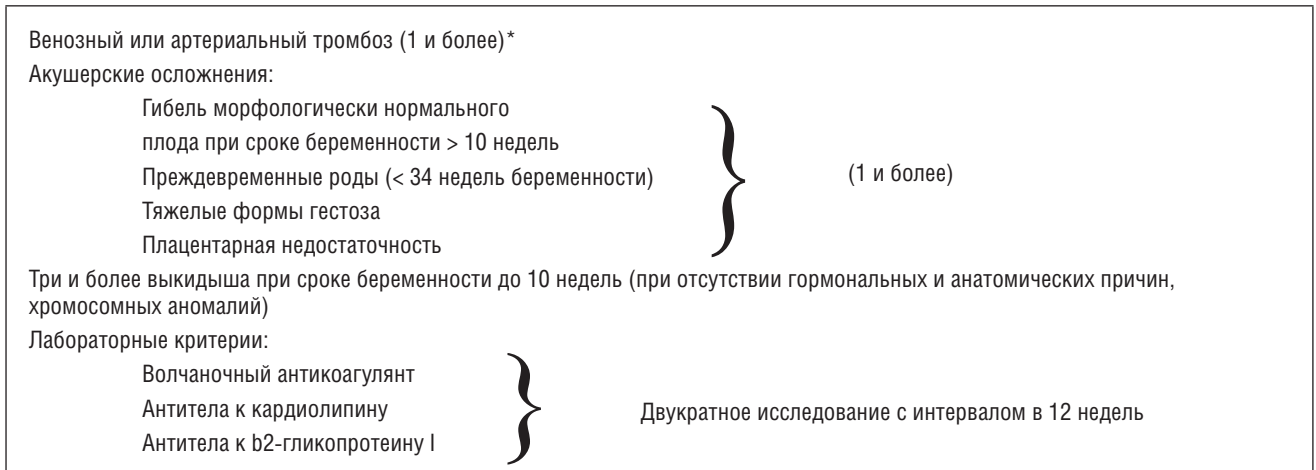 Венозный или артериальный тромбоз (1 и более)*
Акушерские осложнения:
Гибель морфологически нормального
плода при сроке беременности > 10 недель
Преждевременные роды (< 34 недель беременности)
(1 и более)
Тяжелые формы гестоза
Плацентарная недостаточность
Три и более выкидыша при сроке беременности до 10 недель (при отсутствии гормональных и анатомических причин,
хромосомных аномалий)
Лабораторные критерии:
Волчаночный антикоагулянт
Антитела к кардиолипину
Двукратное исследование с интервалом в 12 недель
Антитела к b2-гликопротеину I